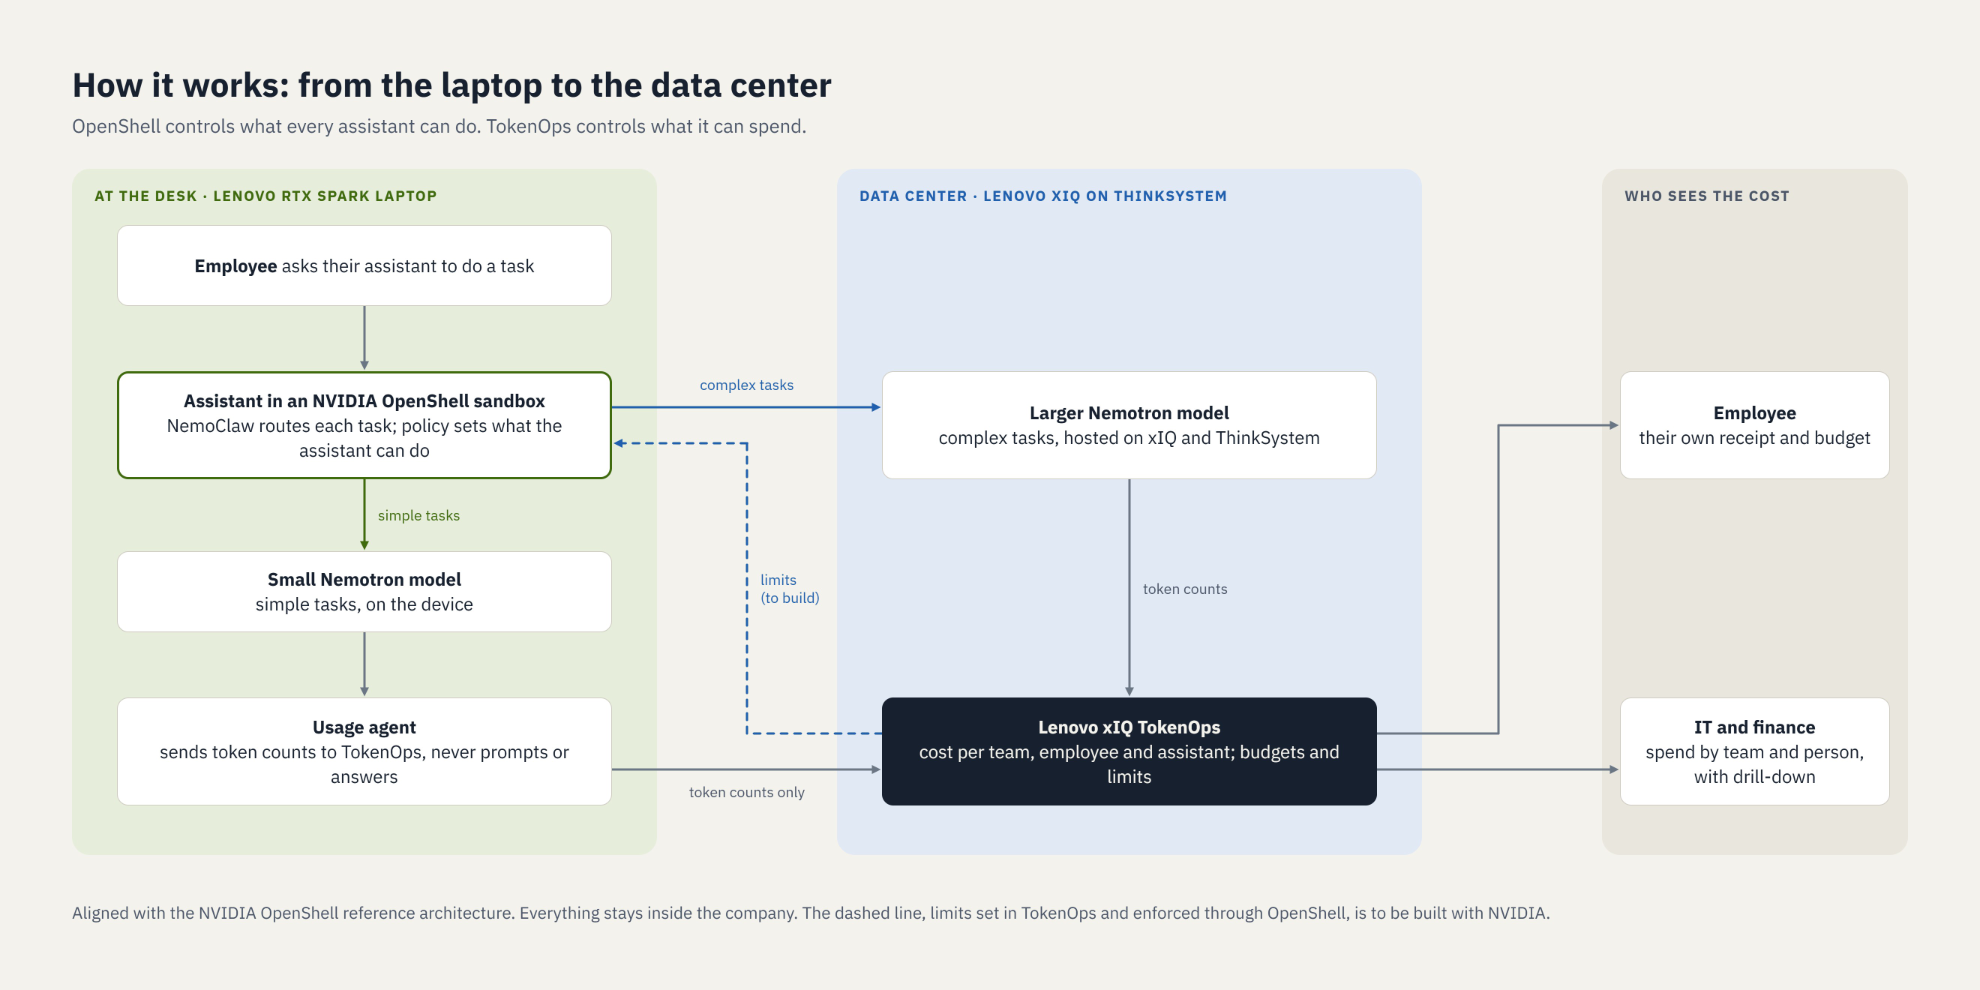 How it works: from the laptop to the data center
OpenShell controls what every assistant can do. TokenOps controls what it can spend.
AT THE DESK · LENOVO RTX SPARK LAPTOP
Employee asks their assistant to do a task
Assistant in an NVIDIA OpenShell sandbox
NemoClaw routes each task; policy sets what the
assistant can do
simple tasks
Small Nemotron model
simple tasks, on the device
Usage agent
sends token counts to TokenOps, never prompts or
answers
complex tasks
limits
(to build)
token counts only
DATA CENTER · LENOVO XIQ ON THINKSYSTEM
Larger Nemotron model
complex tasks, hosted on xIQ and ThinkSystem
token counts
Lenovo xIQ TokenOps
cost per team, employee and assistant; budgets and
limits
WHO SEES THE COST
Employee
their own receipt and budget
IT and finance
spend by team and person,
with drill-down
Aligned with the NVIDIA OpenShell reference architecture. Everything stays inside the company. The dashed line, limits set in TokenOps and enforced through OpenShell, is to be built with NVIDIA.